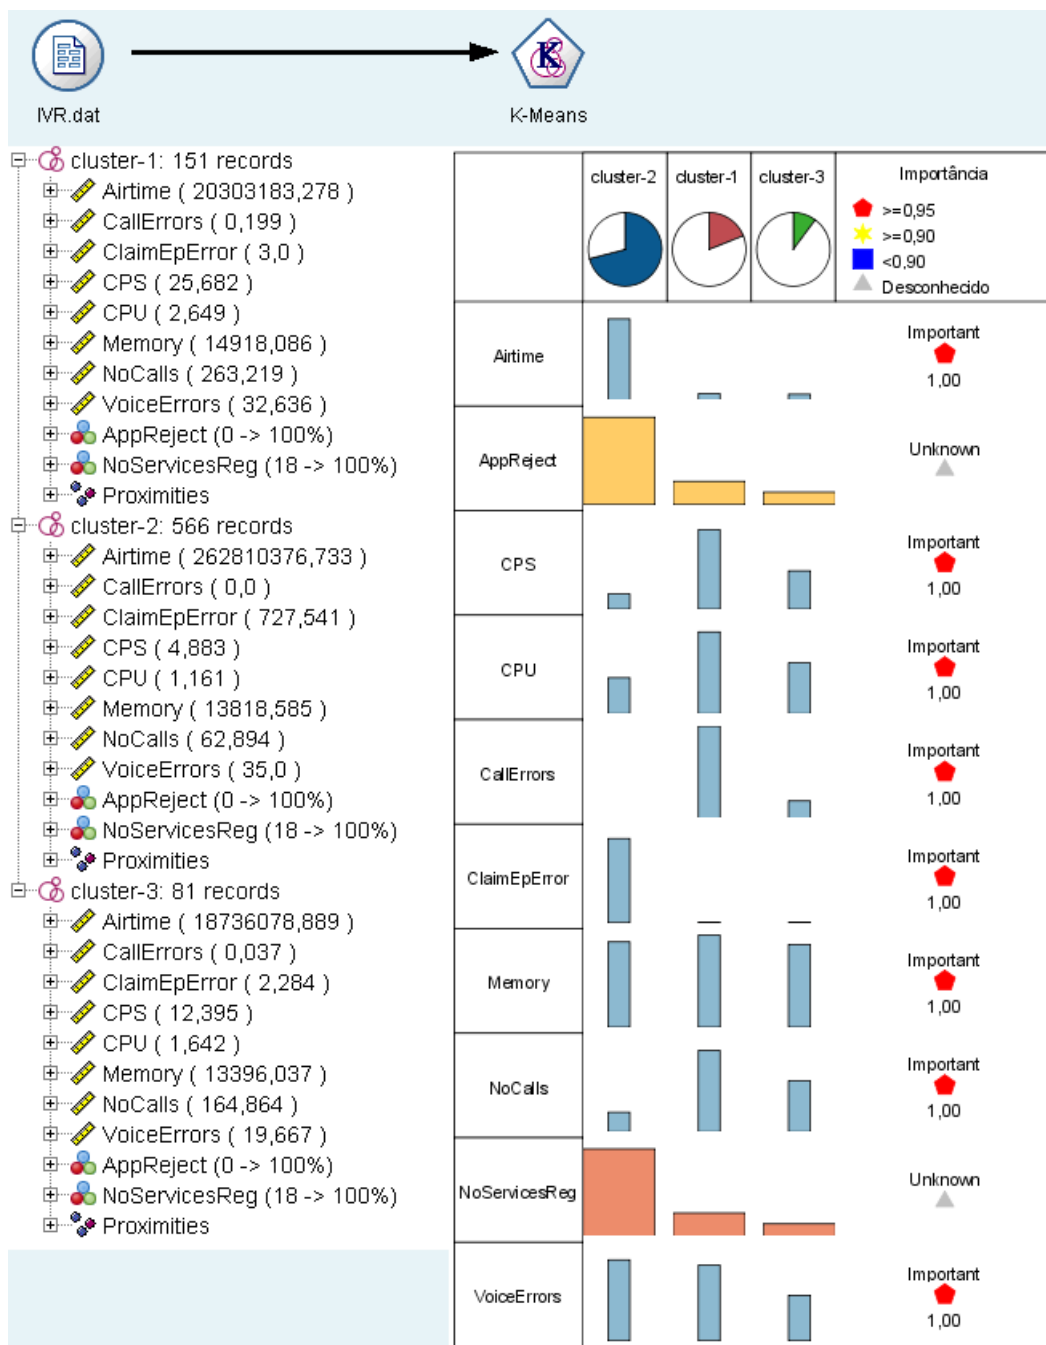 IVR.dat
K-Means
cluster-1: 151 records
Airtime ( 20303183,278 )
CallErrors ( 0,199 )
ClaimEpError ( 3,0 )
CPS ( 25,682 )
CPU ( 2,649 )
Memory ( 14918,086 )
NoCalls ( 263,219 )
VoiceErrors ( 32,636 )
AppReject (0 -> 100%)
NoServicesReg (18 -> 100%)
Proximities
cluster-2: 566 records
Airtime ( 262810376,733 )
CallErrors ( 0,0 )
ClaimEpError ( 727,541 )
CPS ( 4,883 )
CPU ( 1,161 )
Memory ( 13818,585 )
NoCalls ( 62,894 )
VoiceErrors ( 35,0 )
AppReject (0 -> 100%)
NoServicesReg (18 -> 100%)
Proximities
cluster-3: 81 records
Airtime ( 18736078,889 )
CallErrors ( 0,037 )
ClaimEpError ( 2,284 )
CPS ( 12,395 )
CPU ( 1,642 )
Memory ( 13396,037 )
NoCalls ( 164,864 )
VoiceErrors ( 19,667 )
AppReject (0 -> 100%)
NoServicesReg (18 -> 100%)
Proximities
cluster-2 cluster-1 cluster-3 Importância
>=0,95
>=0,90
<0,90
Desconhecido
Airtime
Important
1,00
AppReject
Unknown
CPS
Important
1,00
CPU
Important
1,00
CallErrors
Important
1,00
ClaimEpError
Important
1,00
Memory
Important
1,00
NoCalls
Important
1,00
NoServicesReg
Unknown
VoiceErrors
Important
1,00